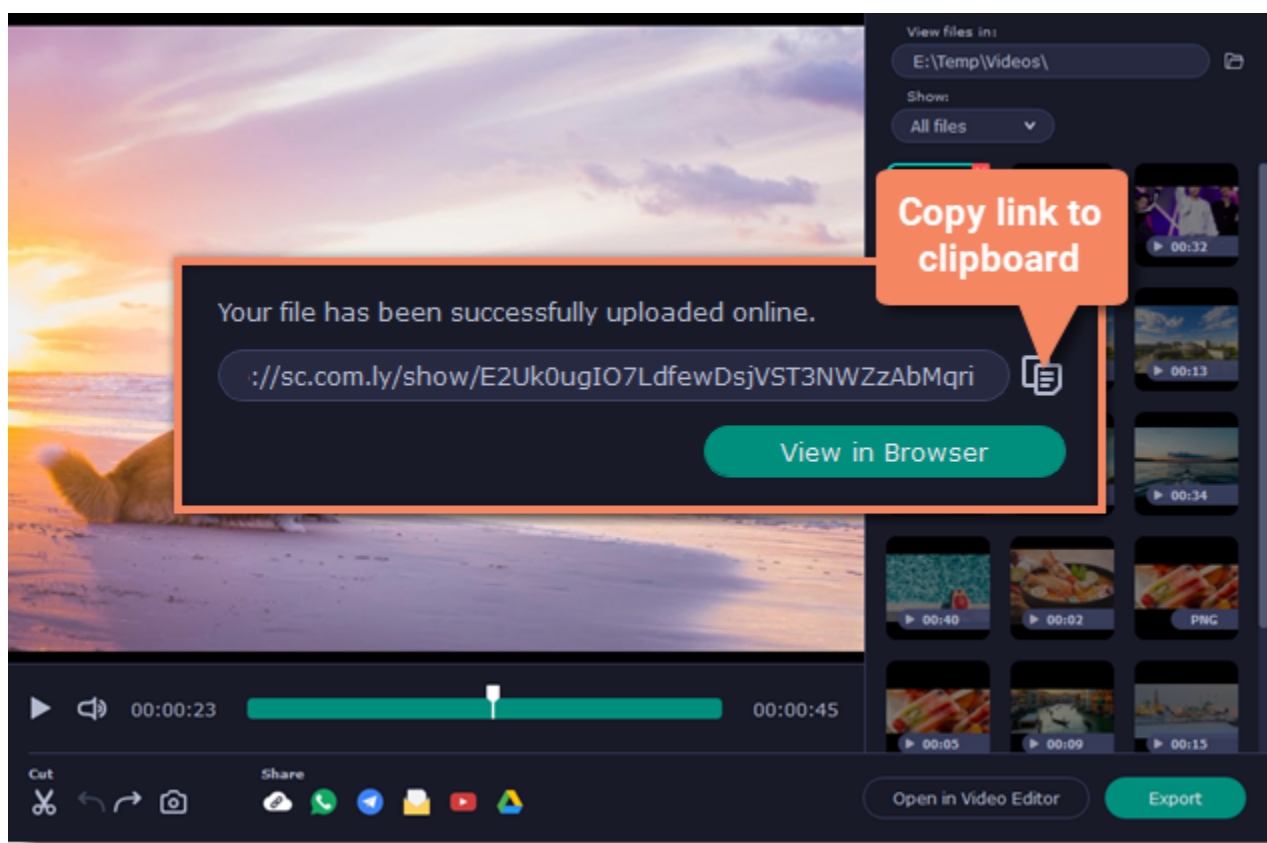 View files in:
E:\Temp\Videos\
Show:
All files
Copy link to
clipboard
00:32
Your file has been successfully uploaded online.
://sc.com.ly/show/E2Uk0ugIO7LdfewDsjVST3NWZzAbMqri
00:13
View in Browser
00:34
00:40
00:02
PNG
00:00:23
00:00:45
00:05
00:09
00:15
Cut
Share
Open in Video Editor
Export